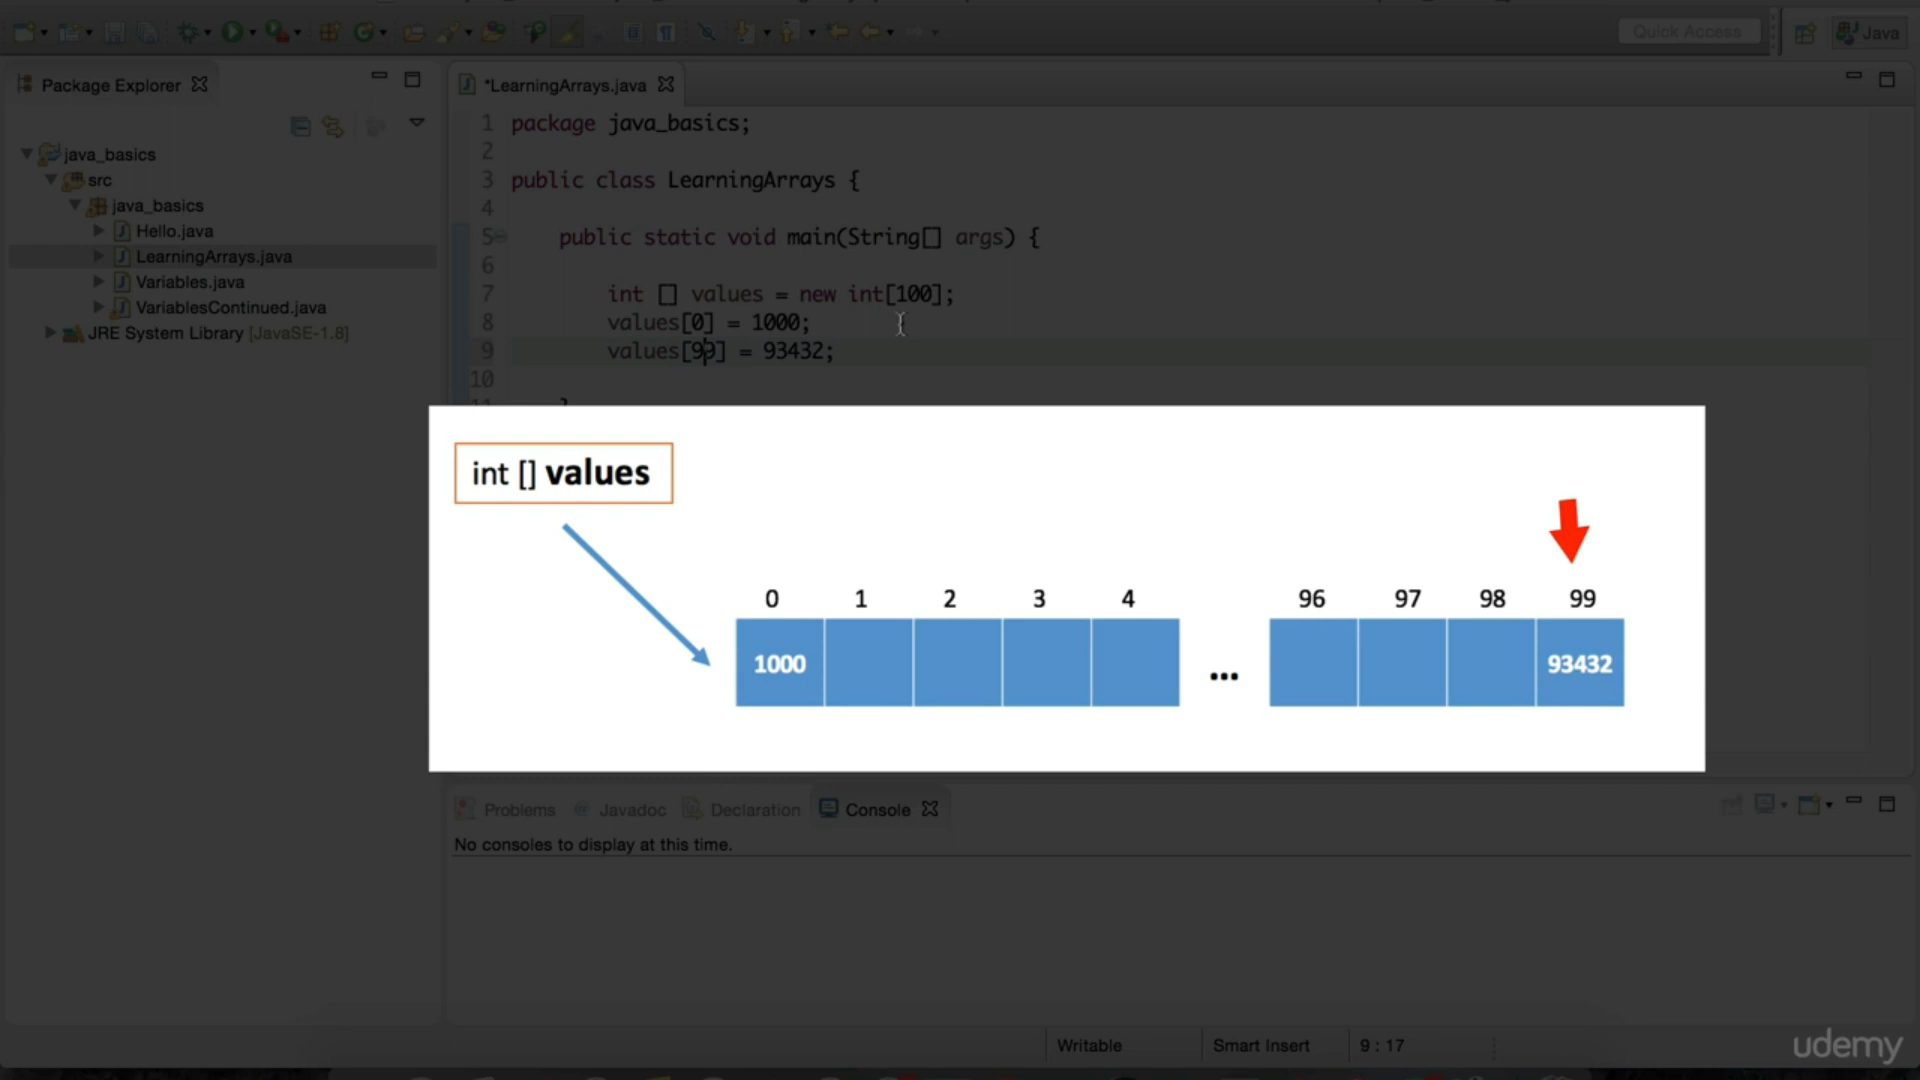 Quick Access
Java
Package Explorer
*LearningArrays.java
java_basics
src
java_basics
Hello.java
LearningArrays.java
Variables.java
VariablesContinued.java
JRE System Library [JavaSE-1.8]
1 package java_basics;
2
3 public class LearningArrays {
4
5 public static void main(String[] args) {
6
7 int [] values = new int[100];
8 values[0] = 1000;
9 values[99] = 93432;
10
11 }
int [] values
0 1 2 3 4 96 97 98 99
1000 ... 93432
Problems Javadoc Declaration Console
No consoles to display at this time.
Writable Smart Insert 9 : 17
udemy